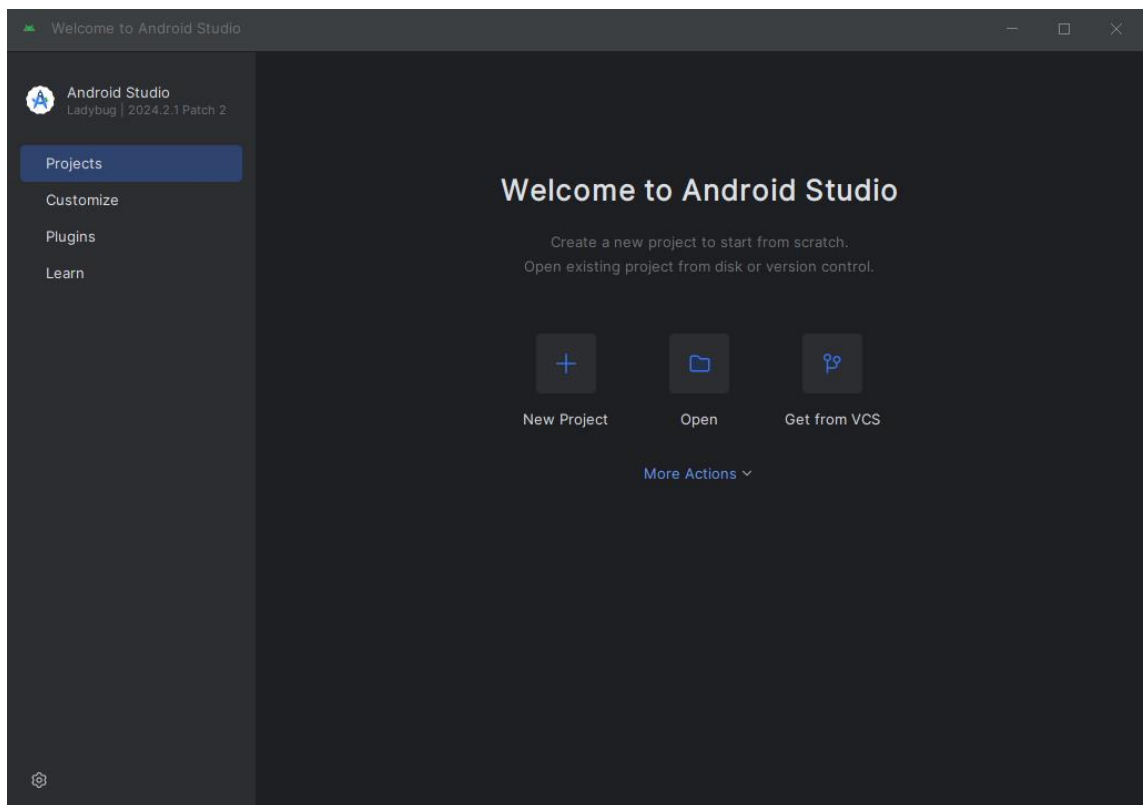 Welcome to Android Studio
Android Studio
Ladybug | 2024.2.1 Patch 2
Projects
Customize
Plugins
Learn
Welcome to Android Studio
Create a new project to start from scratch.
Open existing project from disk or version control.
New Project
Open
Get from VCS
More Actions